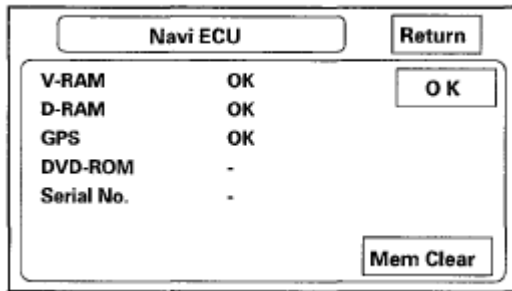 Navi ECU Return
V-RAM OK O K
D-RAM OK
GPS OK
DVD-ROM -
Serial No. -
Mem Clear